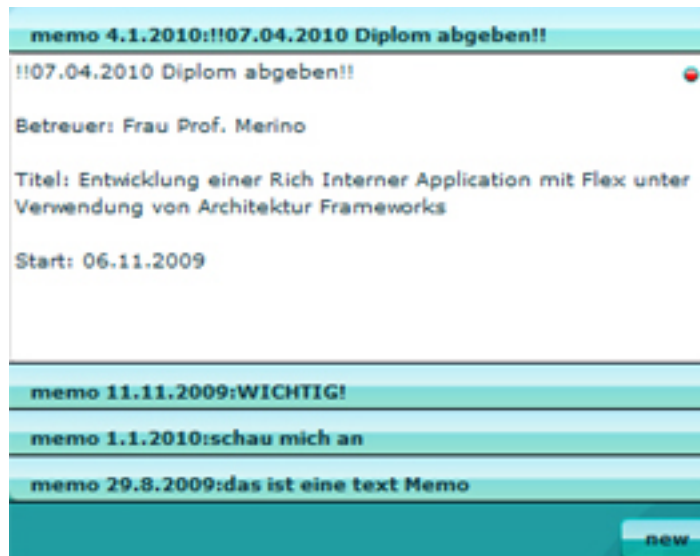 memo 4.1.2010:!!07.04.2010 Diplom abgeben!!
!!07.04.2010 Diplom abgeben!!
Betreuer: Frau Prof. Merino
Titel: Entwicklung einer Rich Interner Application mit Flex unter
Verwendung von Architektur Frameworks
Start: 06.11.2009
memo 11.11.2009:WICHTIG!
memo 1.1.2010:schau mich an
memo 29.8.2009:das ist eine text Memo
new